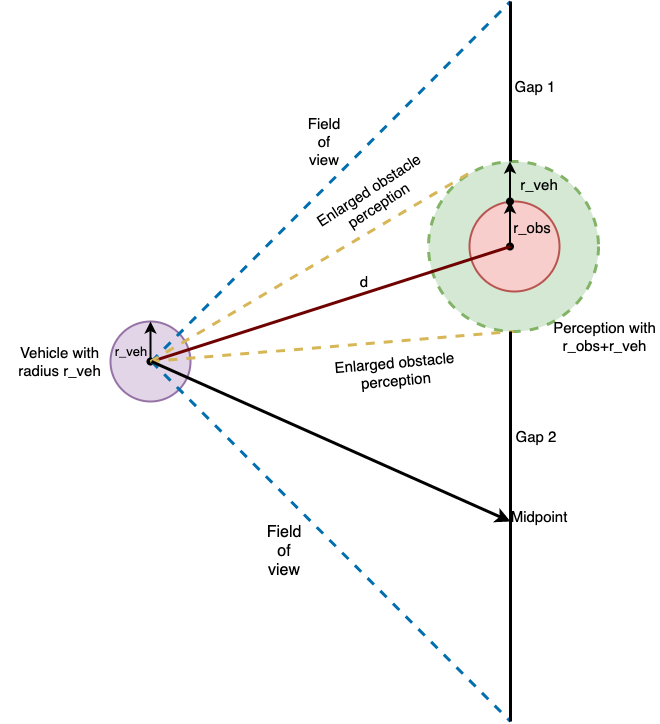 Gap 1
Field
of
view
Enlarged obstacle
perception
r_veh
r_obs
d
Perception with
r_obs+r_veh
r_veh
Vehicle with
radius r_veh
Enlarged obstacle
perception
Gap 2
Midpoint
Field
of
view